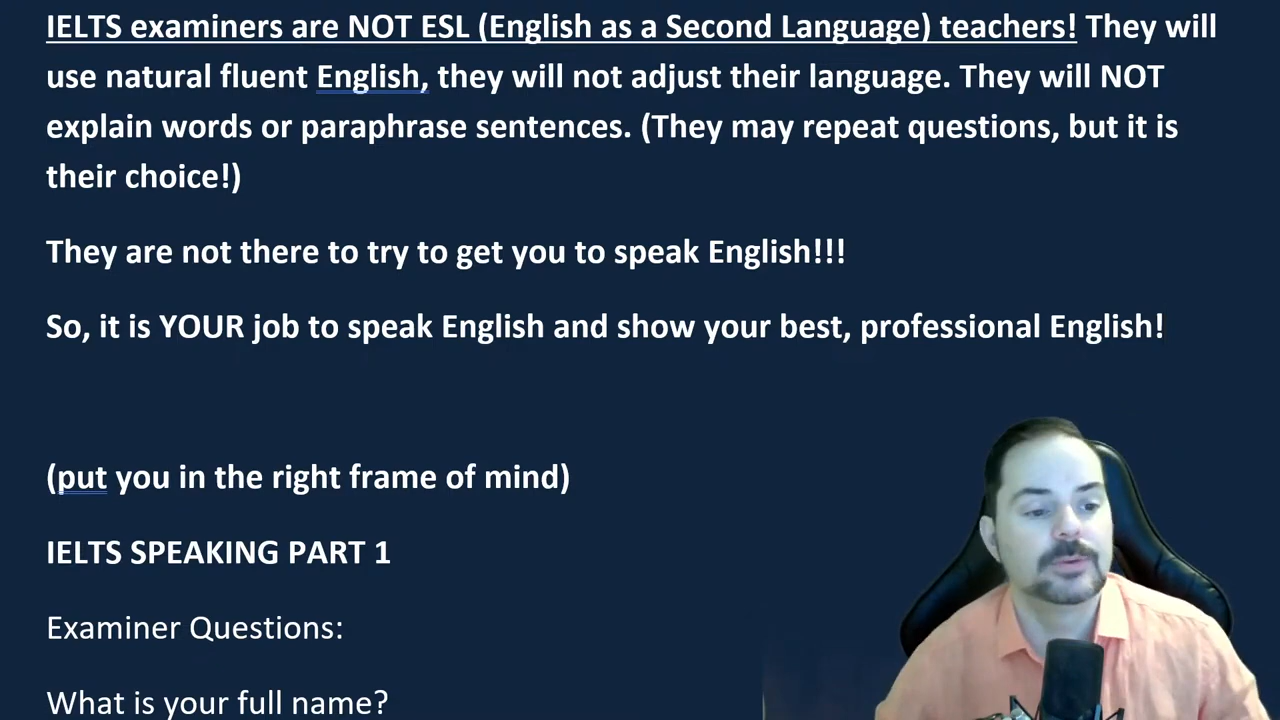 IELTS examiners are NOT ESL (English as a Second Language) teachers! They will
use natural fluent English, they will not adjust their language. They will NOT
explain words or paraphrase sentences. (They may repeat questions, but it is
their choice!)
They are not there to try to get you to speak English!!!
So, it is YOUR job to speak English and show your best, professional English!
(put you in the right frame of mind)
IELTS SPEAKING PART 1
Examiner Questions:
What is your full name?